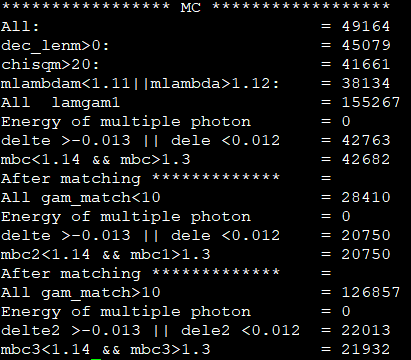 ***************** MC ******************
All: = 49164
dec_lenm>0: = 45079
chisqm>20: = 41661
mlambdam<1.11||mlambda>1.12: = 38134
All lamgam1 = 155267
Energy of multiple photon = 0
delte >-0.013 || dele <0.012 = 42763
mbc<1.14 && mbc>1.3 = 42682
After matching ************* =
All gam_match<10 = 28410
Energy of multiple photon = 0
delte >-0.013 || dele <0.012 = 20750
mbc2<1.14 && mbc1>1.3 = 20750
After matching ************* =
All gam_match>10 = 126857
Energy of multiple photon = 0
delte2 >-0.013 || dele2 <0.012 = 22013
mbc3<1.14 && mbc3>1.3 = 21932